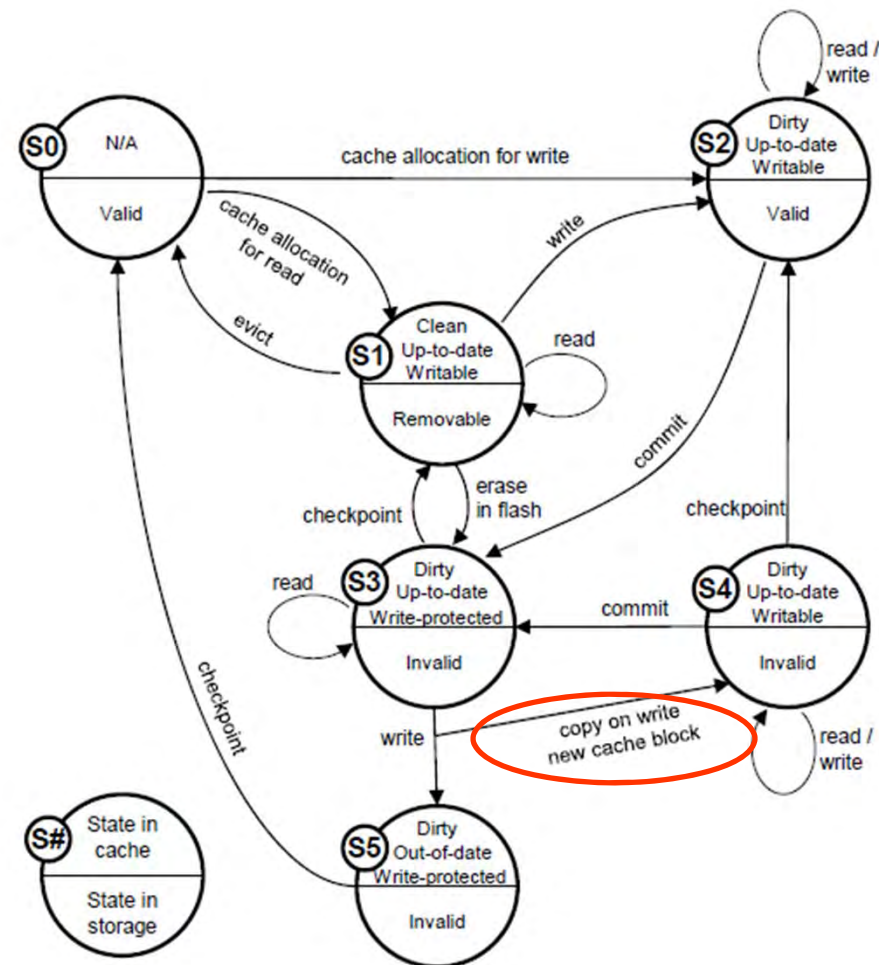 read /
write
S0
N/A
Valid
cache allocation for write
S2
Dirty
Up-to-date
Writable
Valid
cache allocation
for read
write
evict
S1
Clean
Up-to-date
Writable
Removable
read
commit
checkpoint
erase
in flash
checkpoint
read
S3
Dirty
Up-to-date
Write-protected
Invalid
commit
S4
Dirty
Up-to-date
Writable
Invalid
checkpoint
write
copy on write
new cache block
read /
write
S#
State in
cache
State in
storage
S5
Dirty
Out-of-date
Write-protected
Invalid